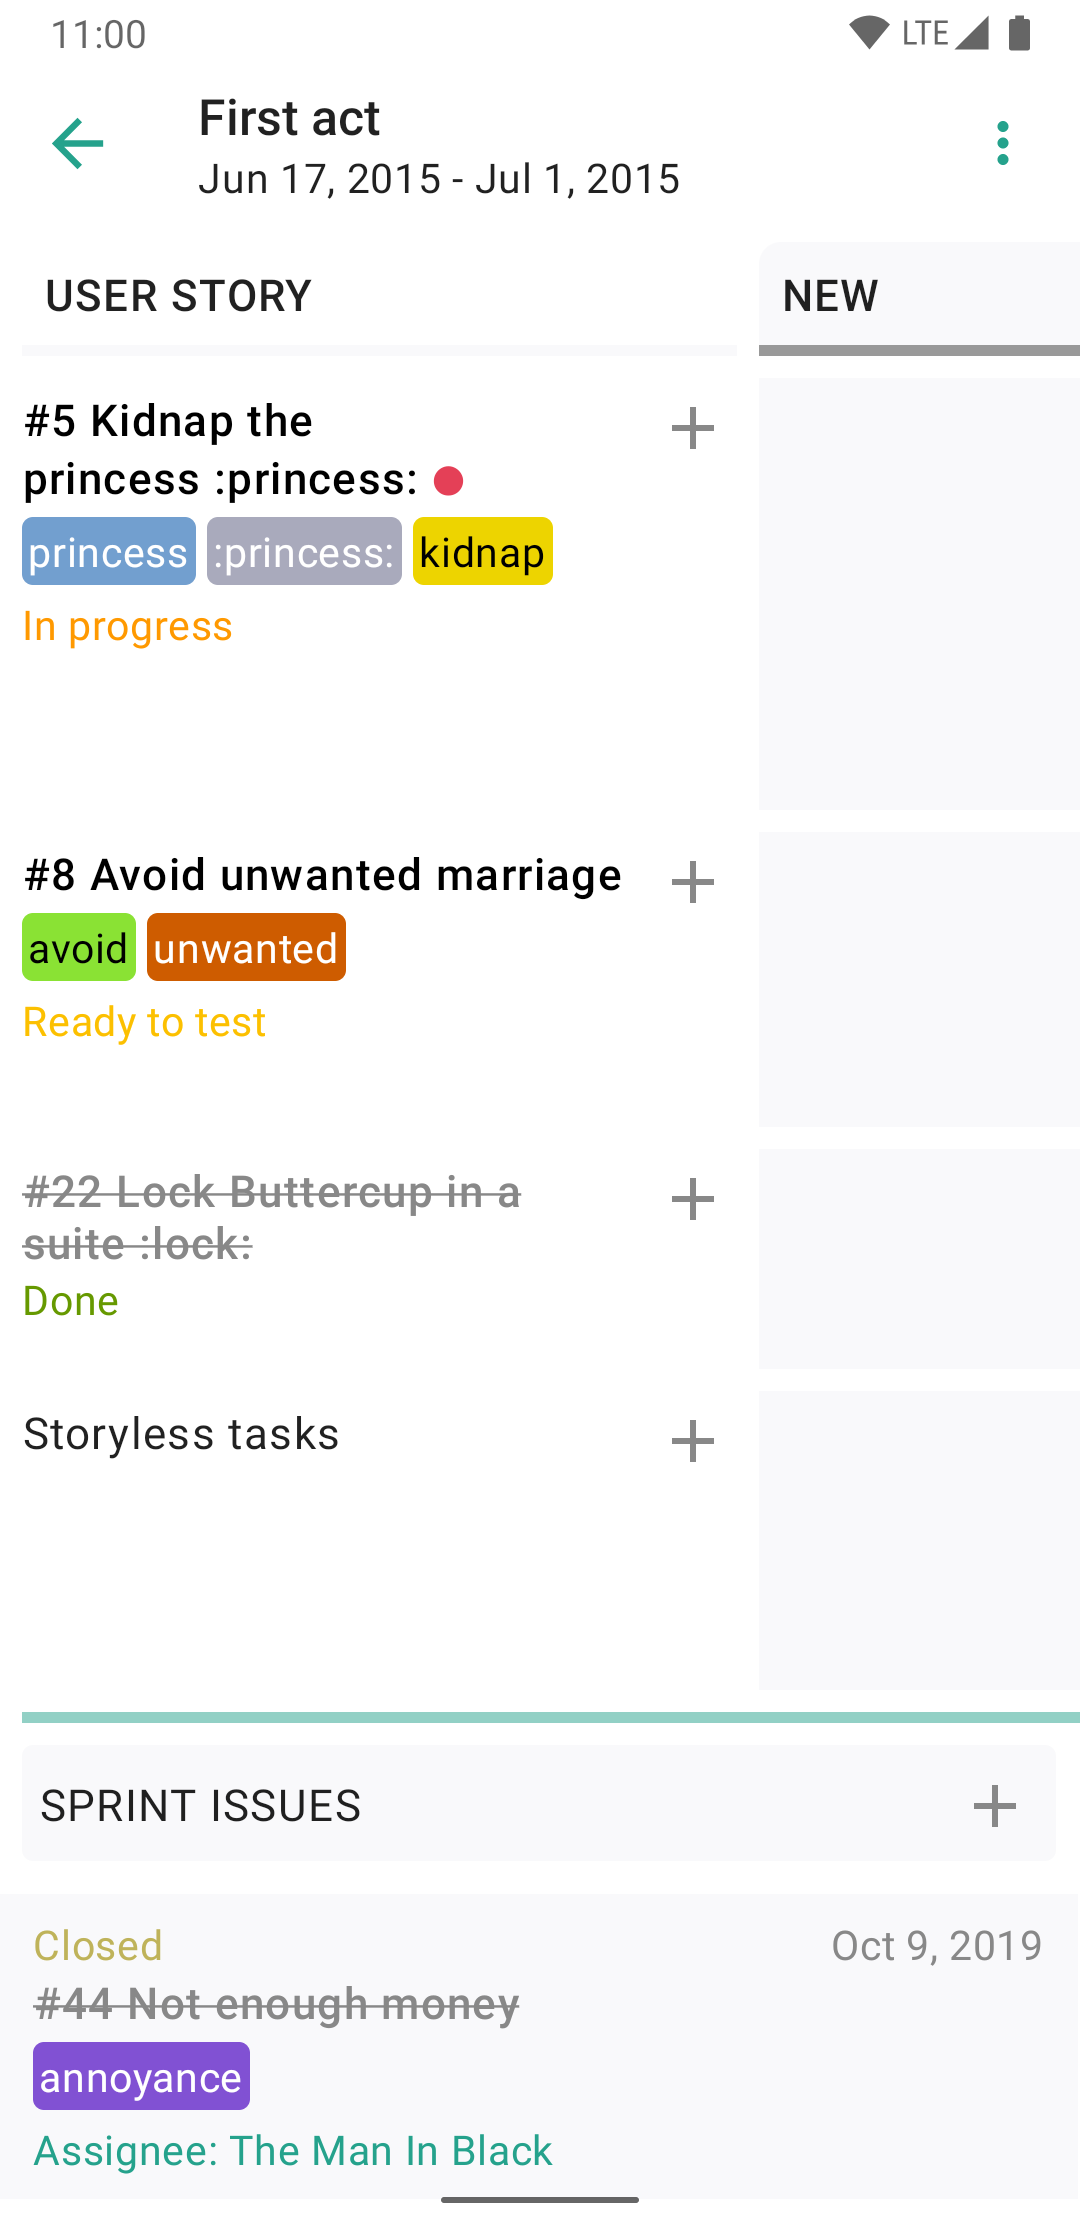 11:00
LTE
First act
Jun 17, 2015 - Jul 1, 2015
USER STORY
NEW
#5 Kidnap the
princess :princess:
princess :princess: kidnap
In progress
#8 Avoid unwanted marriage
avoid unwanted
Ready to test
#22 Lock Buttercup in a
suite :lock:
Done
Storyless tasks
SPRINT ISSUES
Closed
Oct 9, 2019
#44 Not enough money
annoyance
Assignee: The Man In Black